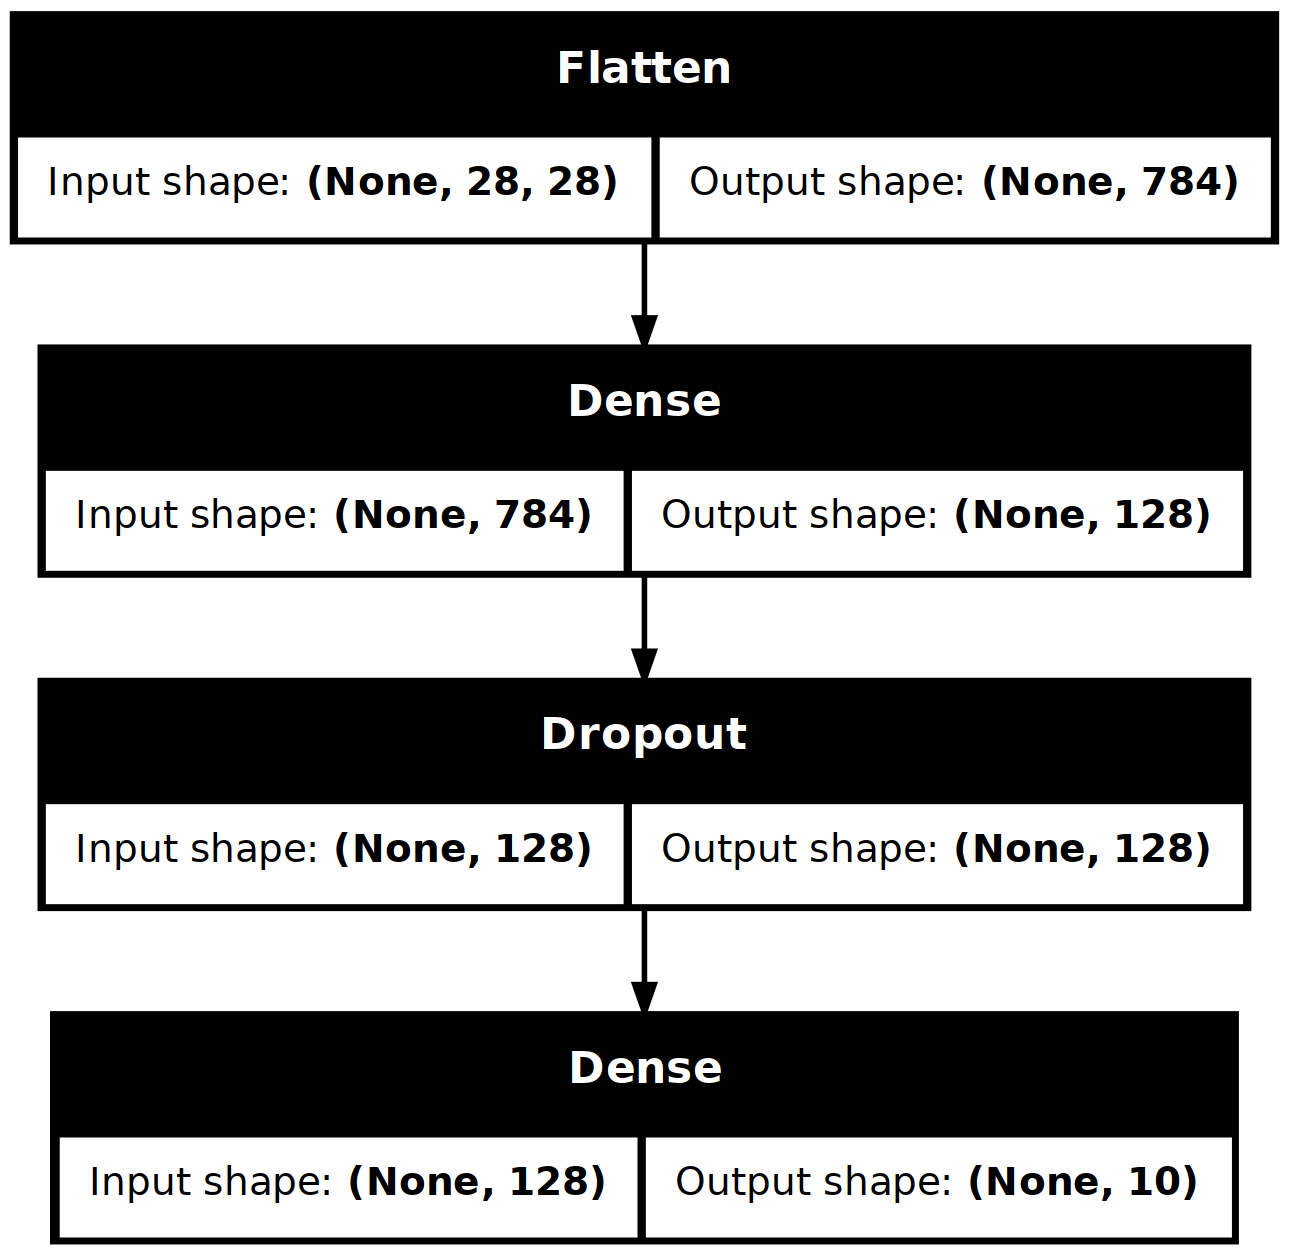 Flatten
Input shape: (None, 28, 28) Output shape: (None, 784)
Dense
Input shape: (None, 784) Output shape: (None, 128)
Dropout
Input shape: (None, 128) Output shape: (None, 128)
Dense
Input shape: (None, 128) Output shape: (None, 10)